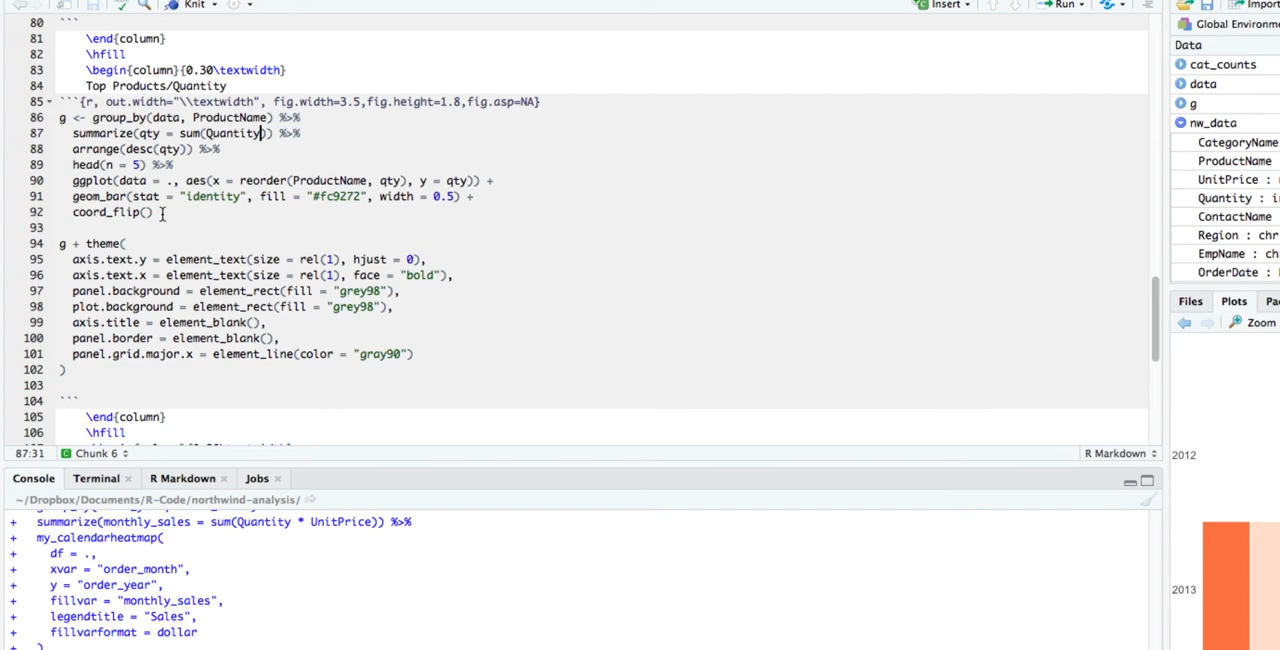 Knit
Insert
Run
80 ```
81 \end{column}
82 \hfill
83 \begin{column}{0.30\textwidth}
84 Top Products/Quantity
85 ```{r, out.width="\\textwidth", fig.width=3.5,fig.height=1.8,fig.asp=NA}
86 g <- group_by(data, ProductName) %>%
87 summarize(qty = sum(Quantity)) %>%
88 arrange(desc(qty)) %>%
89 head(n = 5) %>%
90 ggplot(data = ., aes(x = reorder(ProductName, qty), y = qty)) +
91 geom_bar(stat = "identity", fill = "#fc9272", width = 0.5) +
92 coord_flip()
93
94 g + theme(
95 axis.text.y = element_text(size = rel(1), hjust = 0),
96 axis.text.x = element_text(size = rel(1), face = "bold"),
97 panel.background = element_rect(fill = "grey98"),
98 plot.background = element_rect(fill = "grey98"),
99 axis.title = element_blank(),
100 panel.border = element_blank(),
101 panel.grid.major.x = element_line(color = "gray90")
102 )
103
104 ```
105 \end{column}
106 \hfill
87:31 Chunk 6 R Markdown
Console Terminal R Markdown Jobs
~/Dropbox/Documents/R-Code/northwind-analysis/
+ summarize(monthly_sales = sum(Quantity * UnitPrice)) %>%
+ my_calendarheatmap(
+ df = .,
+ xvar = "order_month",
+ y = "order_year",
+ fillvar = "monthly_sales",
+ legendtitle = "Sales",
+ fillvarformat = dollar
+ )
Import
Global Environme
Data
cat_counts
data
g
nw_data
CategoryName
ProductName
UnitPrice : n
Quantity : in
ContactName
Region : chr
EmpName : chr
OrderDate :
Files Plots Pac
Zoom
2012
2013